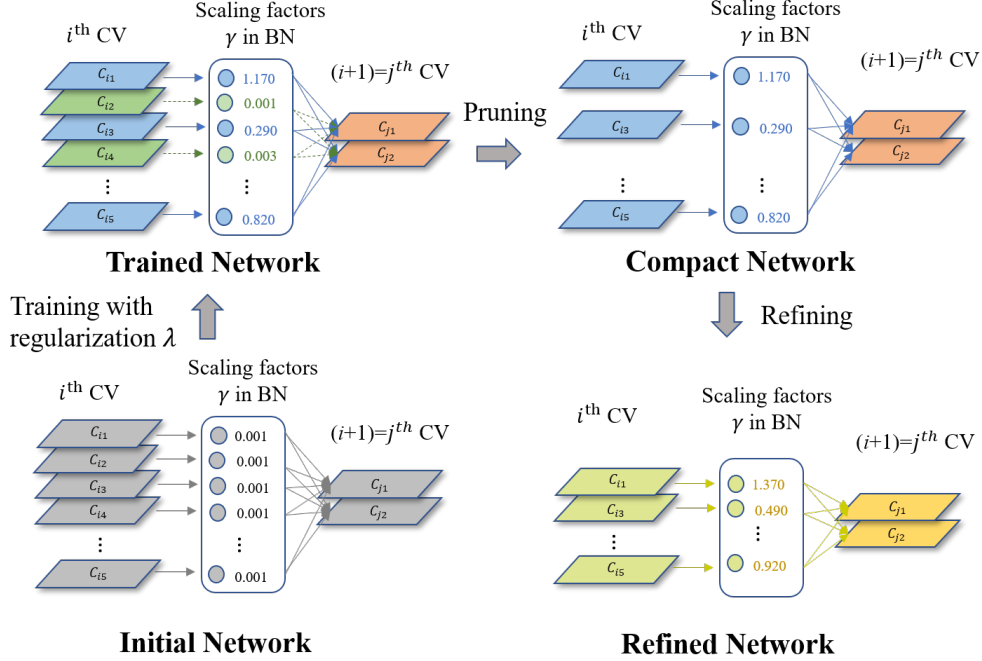 Scaling factors
γ in BN
i^th CV
(i+1)=j^th CV
C_i1
1.170
C_i2
0.001
C_i3
0.290
C_i4
0.003
...
...
C_i5
0.820
C_j1
C_j2
Trained Network
Pruning
i^th CV
Scaling factors
γ in BN
(i+1)=j^th CV
C_i1
1.170
C_i3
0.290
...
...
C_i5
0.820
C_j1
C_j2
Compact Network
Training with
regularization λ
Refining
i^th CV
Scaling factors
γ in BN
(i+1)=j^th CV
C_i1
0.001
C_i2
0.001
C_i3
0.001
C_i4
0.001
...
...
C_i5
0.001
C_j1
C_j2
Initial Network
i^th CV
Scaling factors
γ in BN
(i+1)=j^th CV
C_i1
1.370
C_i3
0.490
...
...
C_i5
0.920
C_j1
C_j2
Refined Network